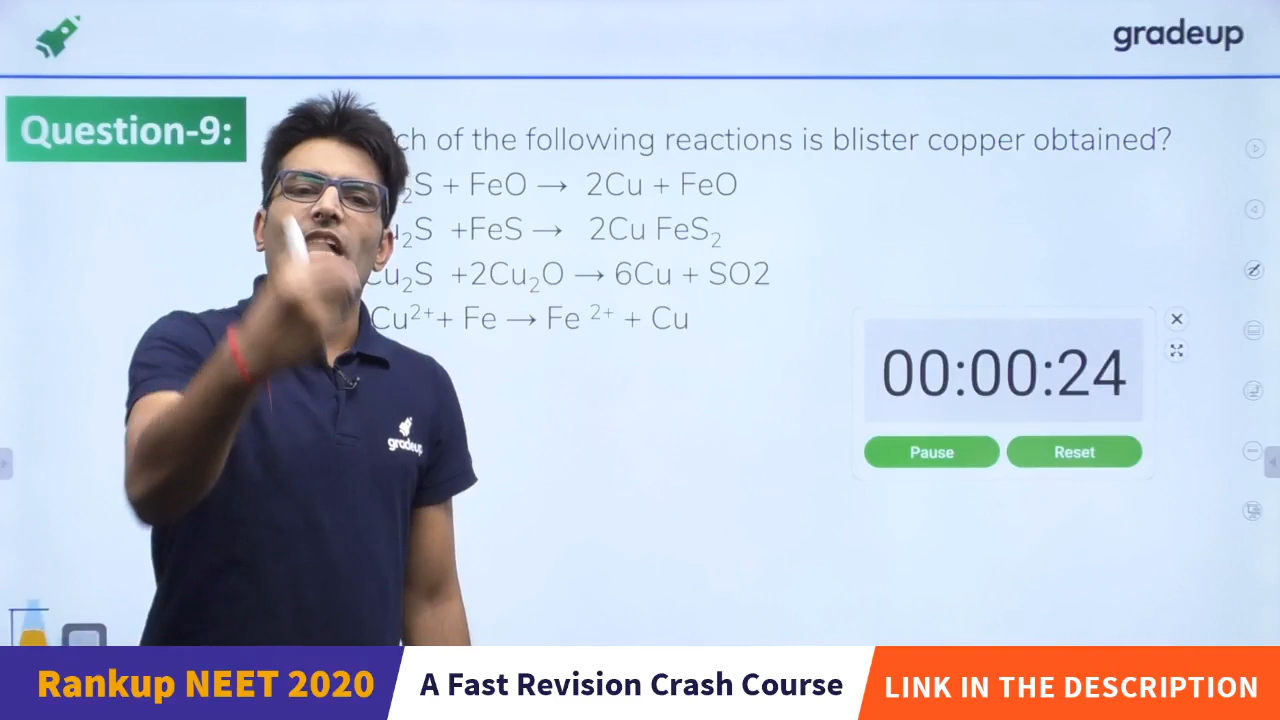 gradeup
Question-9:
ch of the following reactions is blister copper obtained?
₂S + FeO → 2Cu + FeO
u₂S +FeS → 2Cu FeS₂
Cu₂S +2Cu₂O → 6Cu + SO2
Cu²⁺+ Fe → Fe ²⁺ + Cu
00:00:24
Pause Reset
gradeup
Rankup NEET 2020 A Fast Revision Crash Course LINK IN THE DESCRIPTION